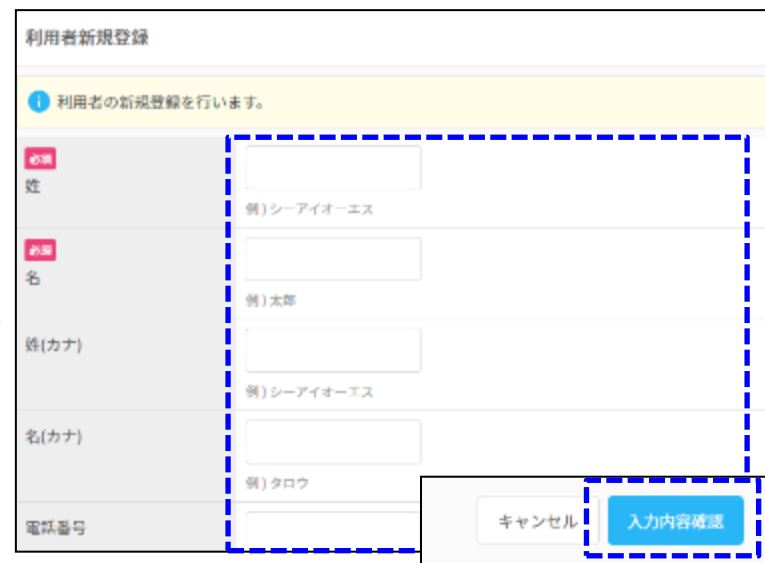 利用者新規登録
利用者の新規登録を行います。
必須
姓
例)シーアイオーエス
必須
名
例)太郎
姓(カナ)
例)シーアイオーエス
名(カナ)
例)タロウ
電話番号
キャンセル
入力内容確認